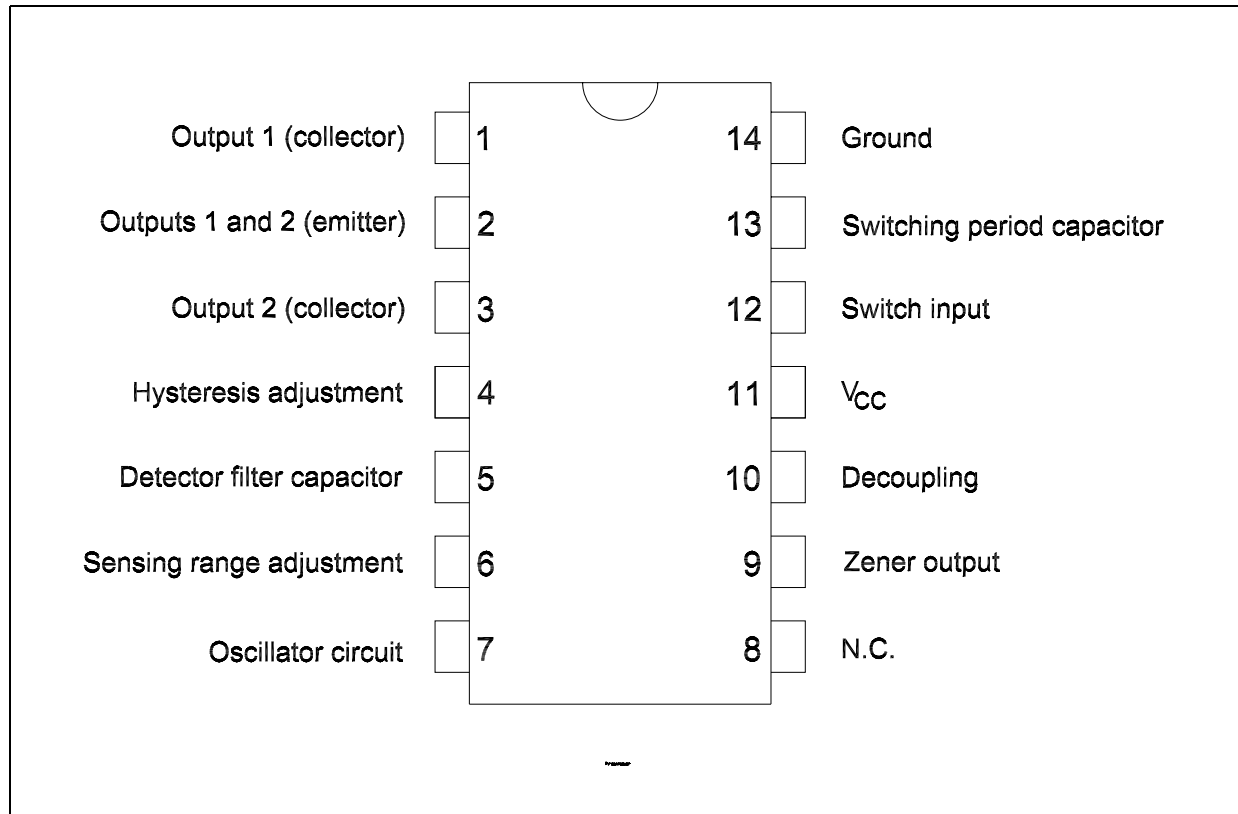 Output 1 (collector) 1 14 Ground
Outputs 1 and 2 (emitter) 2 13 Switching period capacitor
Output 2 (collector) 3 12 Switch input
Hysteresis adjustment 4 11 VCC
Detector filter capacitor 5 10 Decoupling
Sensing range adjustment 6 9 Zener output
Oscillator circuit 7 8 N.C.